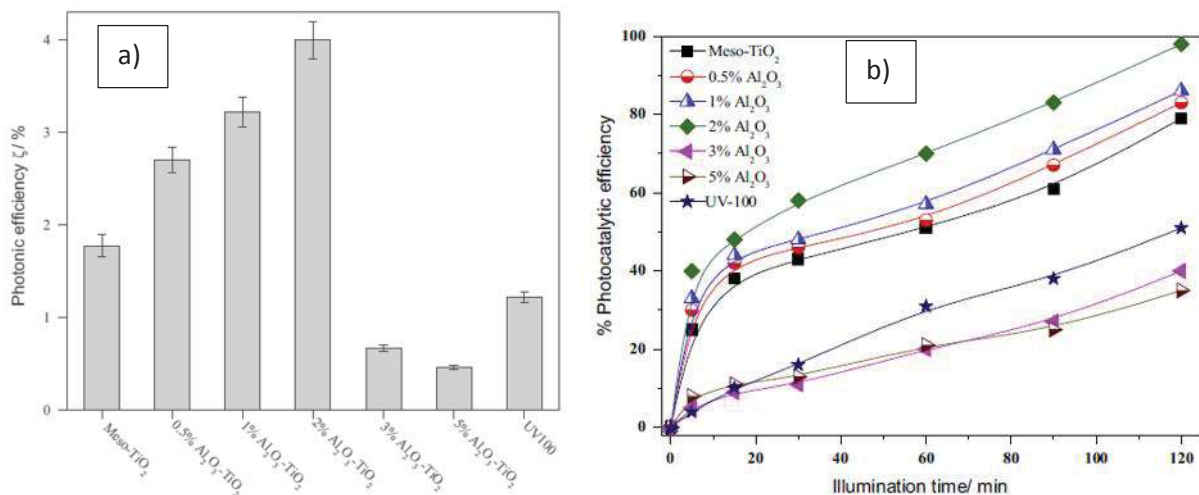 a)
Photonic efficiency ζ / %
4
3
2
1
0
Meso-TiO₂
0.5% Al₂O₃-TiO₂
1% Al₂O₃-TiO₂
2% Al₂O₃-TiO₂
3% Al₂O₃-TiO₂
5% Al₂O₃-TiO₂
UV100
b)
% Photocatalytic efficiency
100
80
60
40
20
0
Meso-TiO₂
0.5% Al₂O₃
1% Al₂O₃
2% Al₂O₃
3% Al₂O₃
5% Al₂O₃
UV-100
0 20 40 60 80 100 120
Illumination time/ min